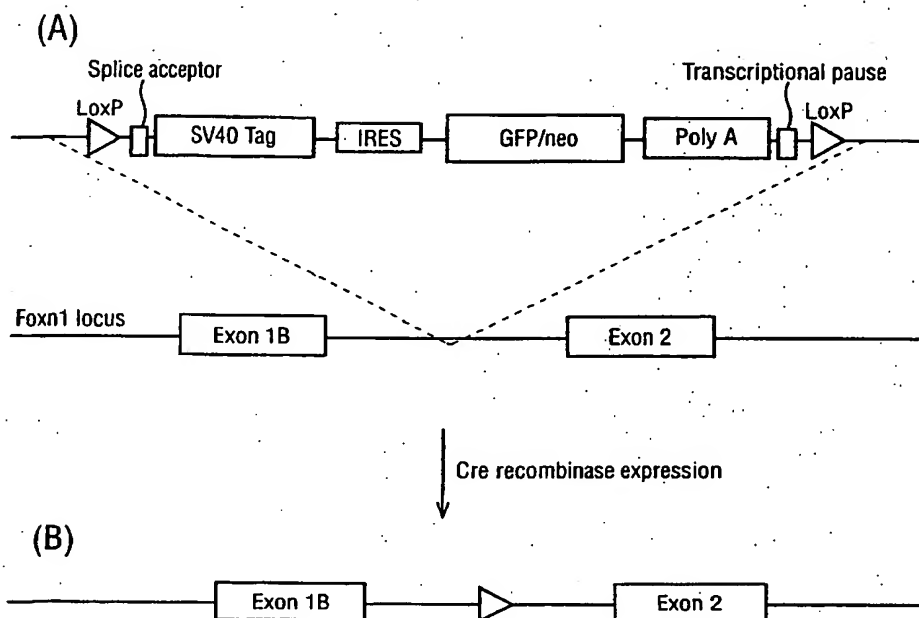 (A)
Splice acceptor
Transcriptional pause
LoxP
LoxP
SV40 Tag
IRES
GFP/neo
Poly A
Foxn1 locus
Exon 1B
Exon 2
Cre recombinase expression
(B)
Exon 1B
Exon 2